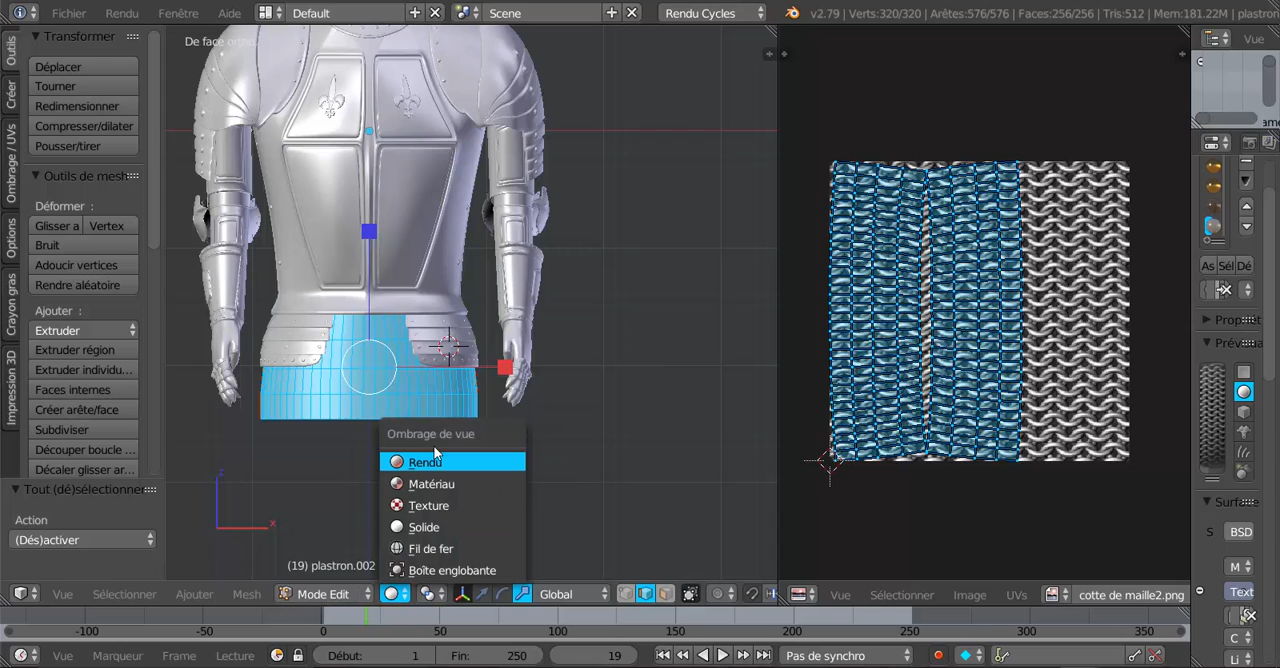 Fichier Rendu Fenêtre Aide Default Scene Rendu Cycles v2.79 | Verts:320/320 | Arêtes:576/576 | Faces:256/256 | Tris:512 | Mem:181.22M | plastron
Outils
Créer
Ombrage / UVs
Options
Crayon gras
Impression 3D
Transformer
Déplacer
Tourner
Redimensionner
Compresser/dilater
Pousser/tirer
Outils de mesh
Déformer :
Glisser a Vertex
Bruit
Adoucir vertices
Rendre aléatoire
Ajouter :
Extruder
Extruder région
Extruder individu...
Faces internes
Créer arête/face
Subdiviser
Découper boucle ...
Décaler glisser ar...
Tout (dé)sélectionner
Action
(Dés)activer
De face ortho
z
x
(19) plastron.002
Ombrage de vue
Rendu
Matériau
Texture
Solide
Fil de fer
Boîte englobante
Vue Sélectionner Ajouter Mesh Mode Edit Global
Vue Sélectionner Image UVs cotte de maille2.png
Vue
As Sél Dé
Propriét
Prévi
Surfa
S BSD
M
Text
C
Li
-100 -50 0 50 100 150 200 250 300 350
Vue Marqueur Frame Lecture Début: 1 Fin: 250 19 Pas de synchro